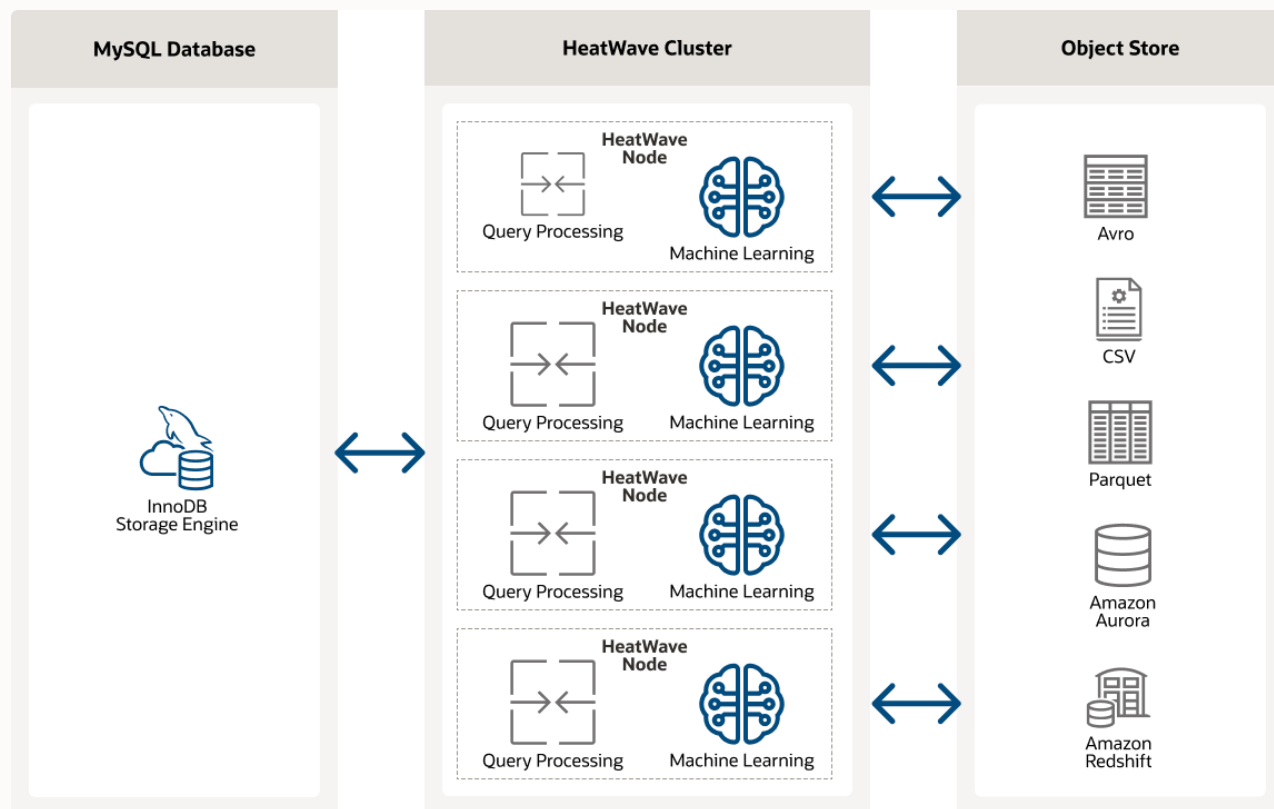 MySQL Database
HeatWave Cluster
Object Store
InnoDB
Storage Engine
HeatWave
Node
Query Processing
Machine Learning
HeatWave
Node
Query Processing
Machine Learning
HeatWave
Node
Query Processing
Machine Learning
HeatWave
Node
Query Processing
Machine Learning
Avro
CSV
Parquet
Amazon
Aurora
Amazon
Redshift